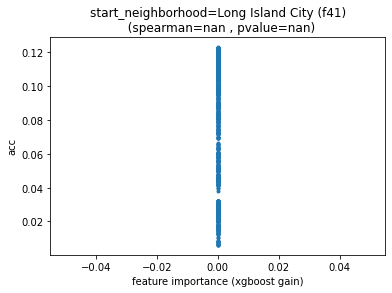 start_neighborhood=Long Island City (f41)
(spearman=nan , pvalue=nan)
0.12
0.10
0.08
0.06
0.04
0.02
acc
−0.04
−0.02
0.00
0.02
0.04
feature importance (xgboost gain)